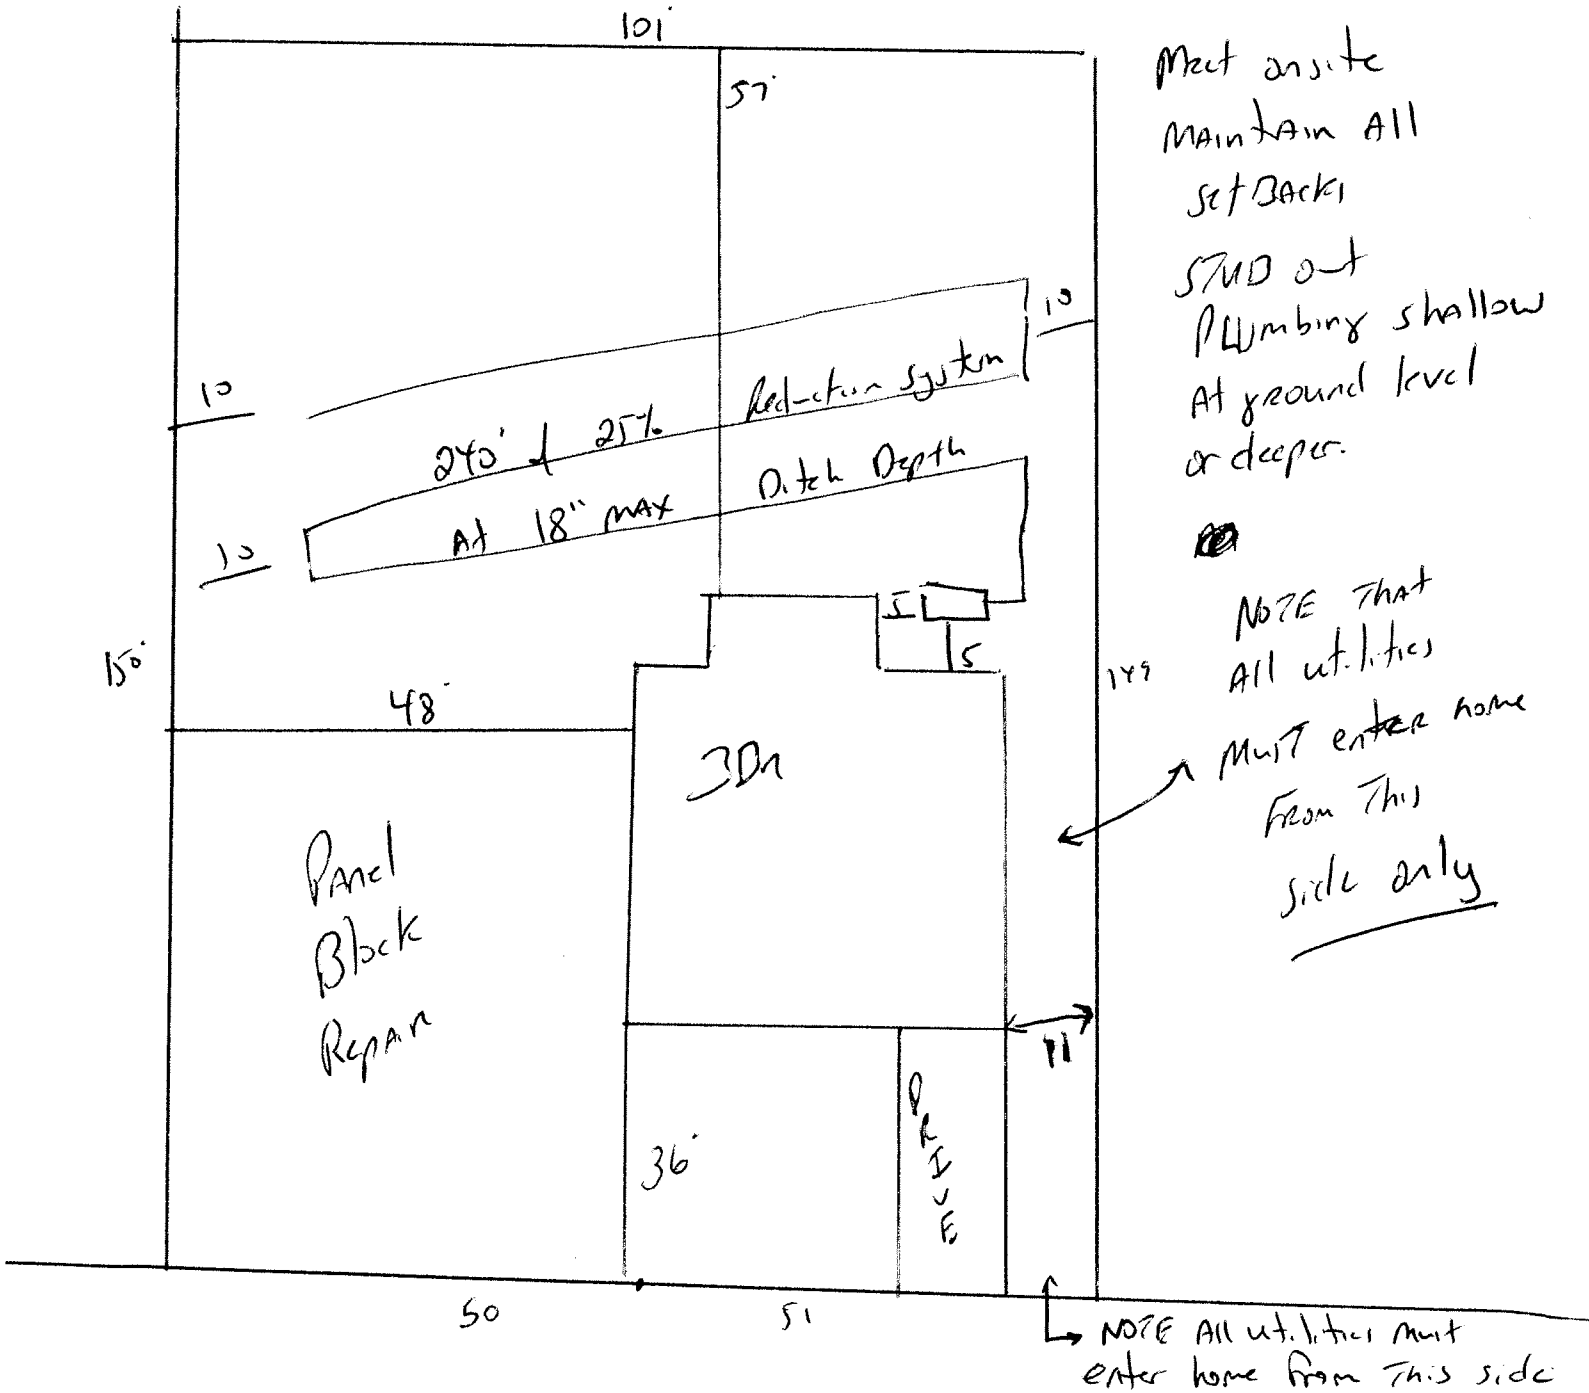 101'
57'
Meet onsite
MAintAin All
SetBAcks
STUB out
PLUmbing shallow
At ground level
or deeper.
10
10
240' of 25% Reduction System
At 18" MAX Ditch Depth
10
5
5
150'
149
48'
3Br
NOTE THAt
All utilities
MUST enter home
From This
side only
PAnel
Block
RepAir
11
36'
DRIVE
50
51
NOTE All utilities Must
enter home from This side